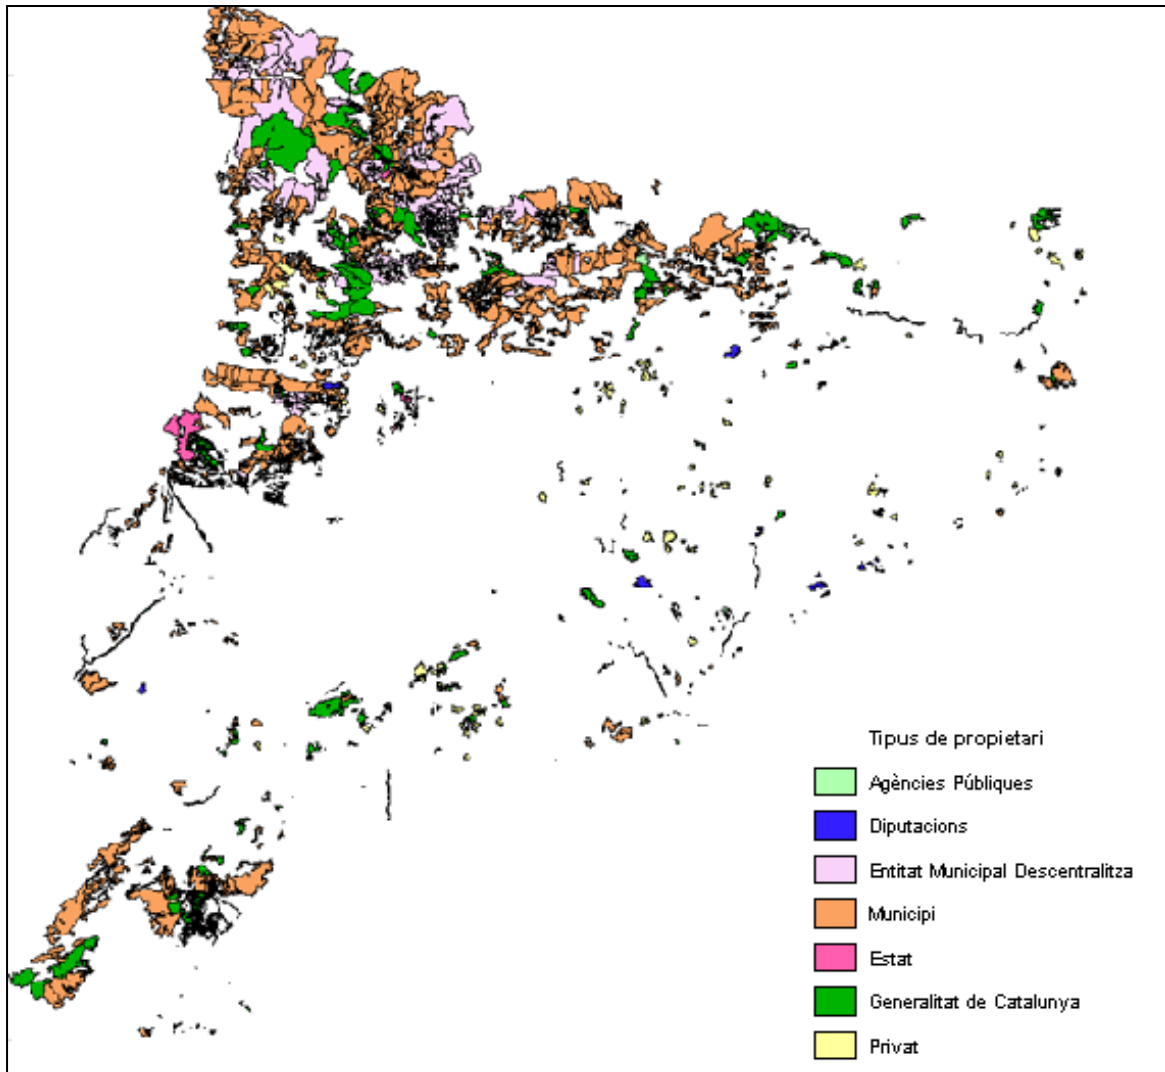 Tipus de propietari
Agències Públiques
Diputacions
Entitat Municipal Descentralitza
Municipi
Estat
Generalitat de Catalunya
Privat